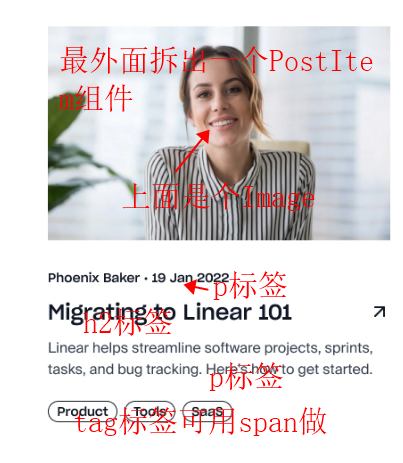 最外面拆出一个PostIte
m组件
上面是个Image
Phoenix Baker • 19 Jan 2022
p标签
Migrating to Linear 101
h2标签
Linear helps streamline software projects, sprints,
tasks, and bug tracking. Here's how to get started.
p标签
Product Tools SaaS
tag标签可用span做